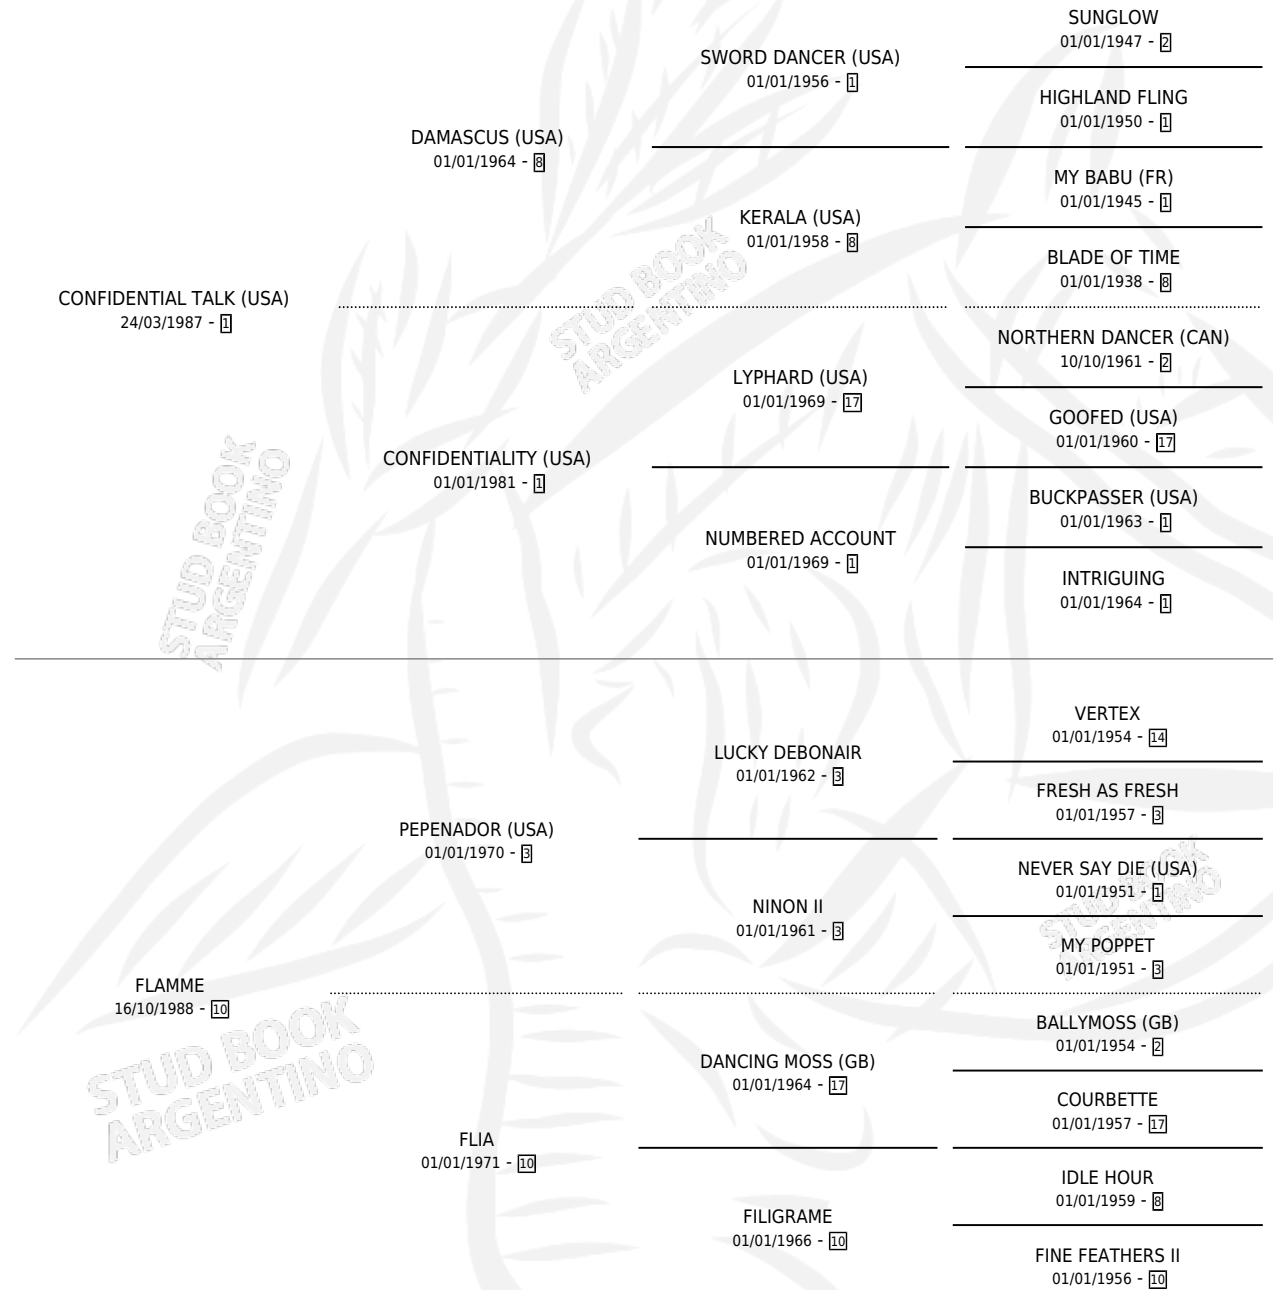 SUNGLOW
01/01/1947 - 2
SWORD DANCER (USA)
01/01/1956 - 1
HIGHLAND FLING
01/01/1950 - 1
DAMASCUS (USA)
01/01/1964 - 8
MY BABU (FR)
01/01/1945 - 1
KERALA (USA)
01/01/1958 - 8
BLADE OF TIME
01/01/1938 - 8
CONFIDENTIAL TALK (USA)
24/03/1987 - 1
NORTHERN DANCER (CAN)
10/10/1961 - 2
LYPHARD (USA)
01/01/1969 - 17
GOOFED (USA)
01/01/1960 - 17
CONFIDENTIALITY (USA)
01/01/1981 - 1
BUCKPASSER (USA)
01/01/1963 - 1
NUMBERED ACCOUNT
01/01/1969 - 1
INTRIGUING
01/01/1964 - 1
VERTEX
01/01/1954 - 14
LUCKY DEBONAIR
01/01/1962 - 3
FRESH AS FRESH
01/01/1957 - 3
PEPENADOR (USA)
01/01/1970 - 3
NEVER SAY DIE (USA)
01/01/1951 - 1
NINON II
01/01/1961 - 3
MY POPPET
01/01/1951 - 3
FLAMME
16/10/1988 - 10
BALLYMOSS (GB)
01/01/1954 - 2
DANCING MOSS (GB)
01/01/1964 - 17
COURBETTE
01/01/1957 - 17
FLIA
01/01/1971 - 10
IDLE HOUR
01/01/1959 - 8
FILIGRAME
01/01/1966 - 10
FINE FEATHERS II
01/01/1956 - 10
STUD BOOK
ARGENTINO
STUD BOOK
ARGENTINO
STUD BOOK
ARGENTINO
STUD BOOK
ARGENTINO